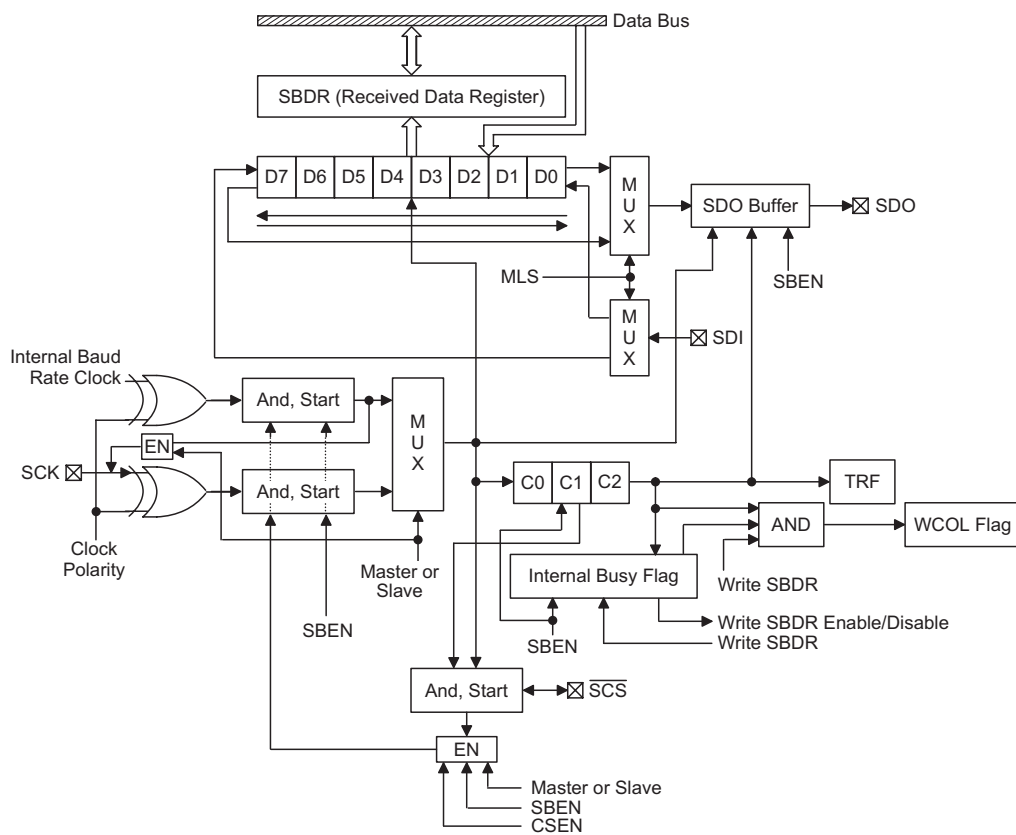 Data Bus
SBDR (Received Data Register)
D7 D6 D5 D4 D3 D2 D1 D0
M
U
X
SDO Buffer
SDO
MLS
SBEN
M
U
X
SDI
Internal Baud
Rate Clock
And, Start
M
U
X
EN
SCK
And, Start
C0 C1 C2
TRF
AND
WCOL Flag
Clock
Polarity
Master or
Slave
Internal Busy Flag
Write SBDR
SBEN
SBEN
Write SBDR Enable/Disable
Write SBDR
And, Start
SCS
EN
Master or Slave
SBEN
CSEN